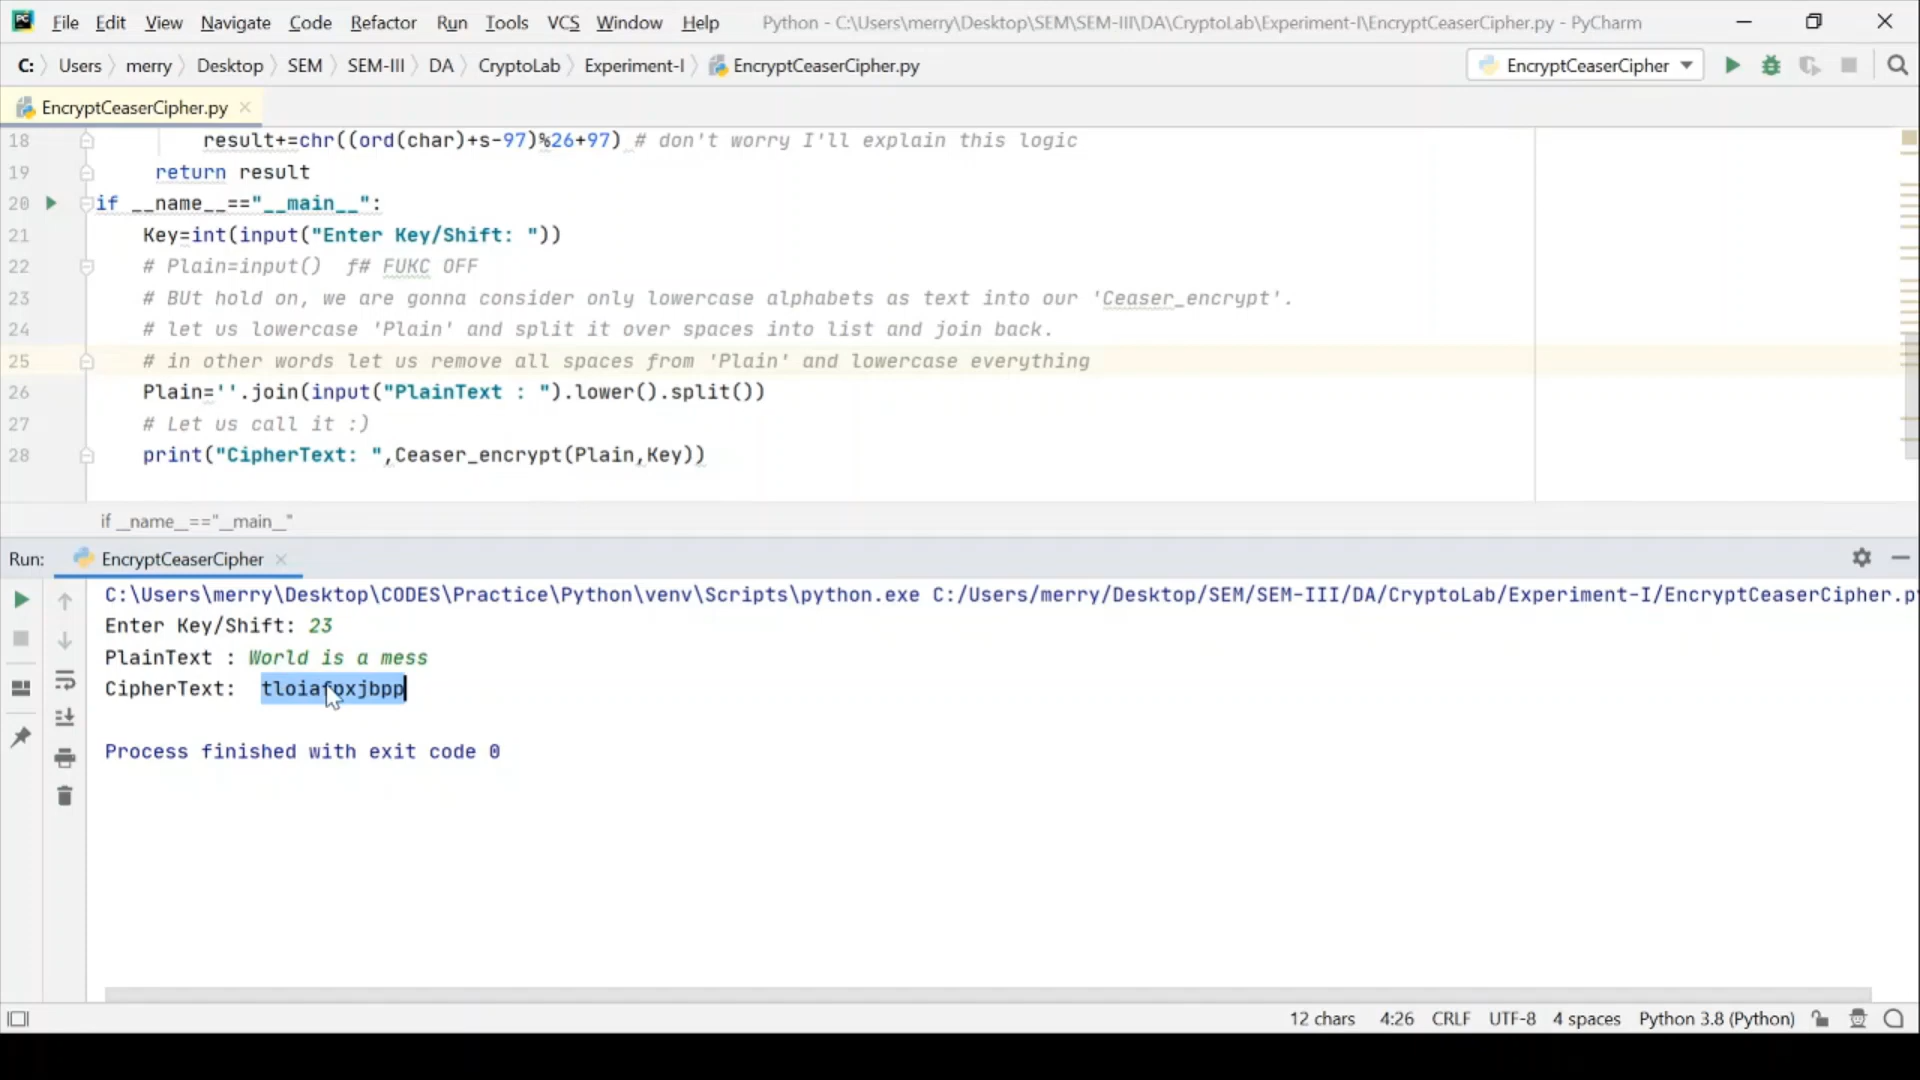 File Edit View Navigate Code Refactor Run Tools VCS Window Help Python - C:\Users\merry\Desktop\SEM\SEM-III\DA\CryptoLab\Experiment-I\EncryptCeaserCipher.py - PyCharm
C: Users merry Desktop SEM SEM-III DA CryptoLab Experiment-I EncryptCeaserCipher.py EncryptCeaserCipher
EncryptCeaserCipher.py
18 result+=chr((ord(char)+s-97)%26+97) # don't worry I'll explain this logic
19 return result
20 if __name__=="__main__":
21 Key=int(input("Enter Key/Shift: "))
22 # Plain=input() f# FUKC OFF
23 # BUt hold on, we are gonna consider only lowercase alphabets as text into our 'Ceaser_encrypt'.
24 # let us lowercase 'Plain' and split it over spaces into list and join back.
25 # in other words let us remove all spaces from 'Plain' and lowercase everything
26 Plain=''.join(input("PlainText : ").lower().split())
27 # Let us call it :)
28 print("CipherText: ",Ceaser_encrypt(Plain,Key))
if __name__=="__main__"
Run: EncryptCeaserCipher
C:\Users\merry\Desktop\CODES\Practice\Python\venv\Scripts\python.exe C:/Users/merry/Desktop/SEM/SEM-III/DA/CryptoLab/Experiment-I/EncryptCeaserCipher.p
Enter Key/Shift: 23
PlainText : World is a mess
CipherText: tloiafpxjbpp
Process finished with exit code 0
12 chars 4:26 CRLF UTF-8 4 spaces Python 3.8 (Python)